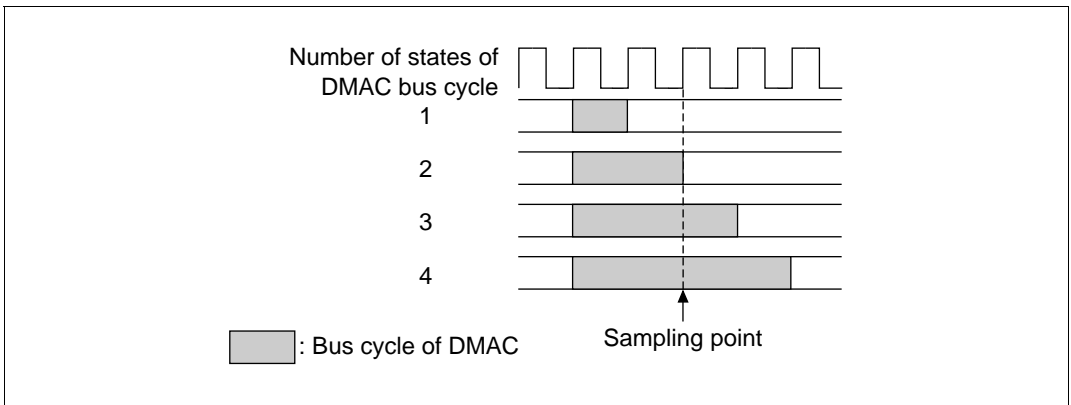 Number of states of
DMAC bus cycle
1
2
3
4
Sampling point
: Bus cycle of DMAC